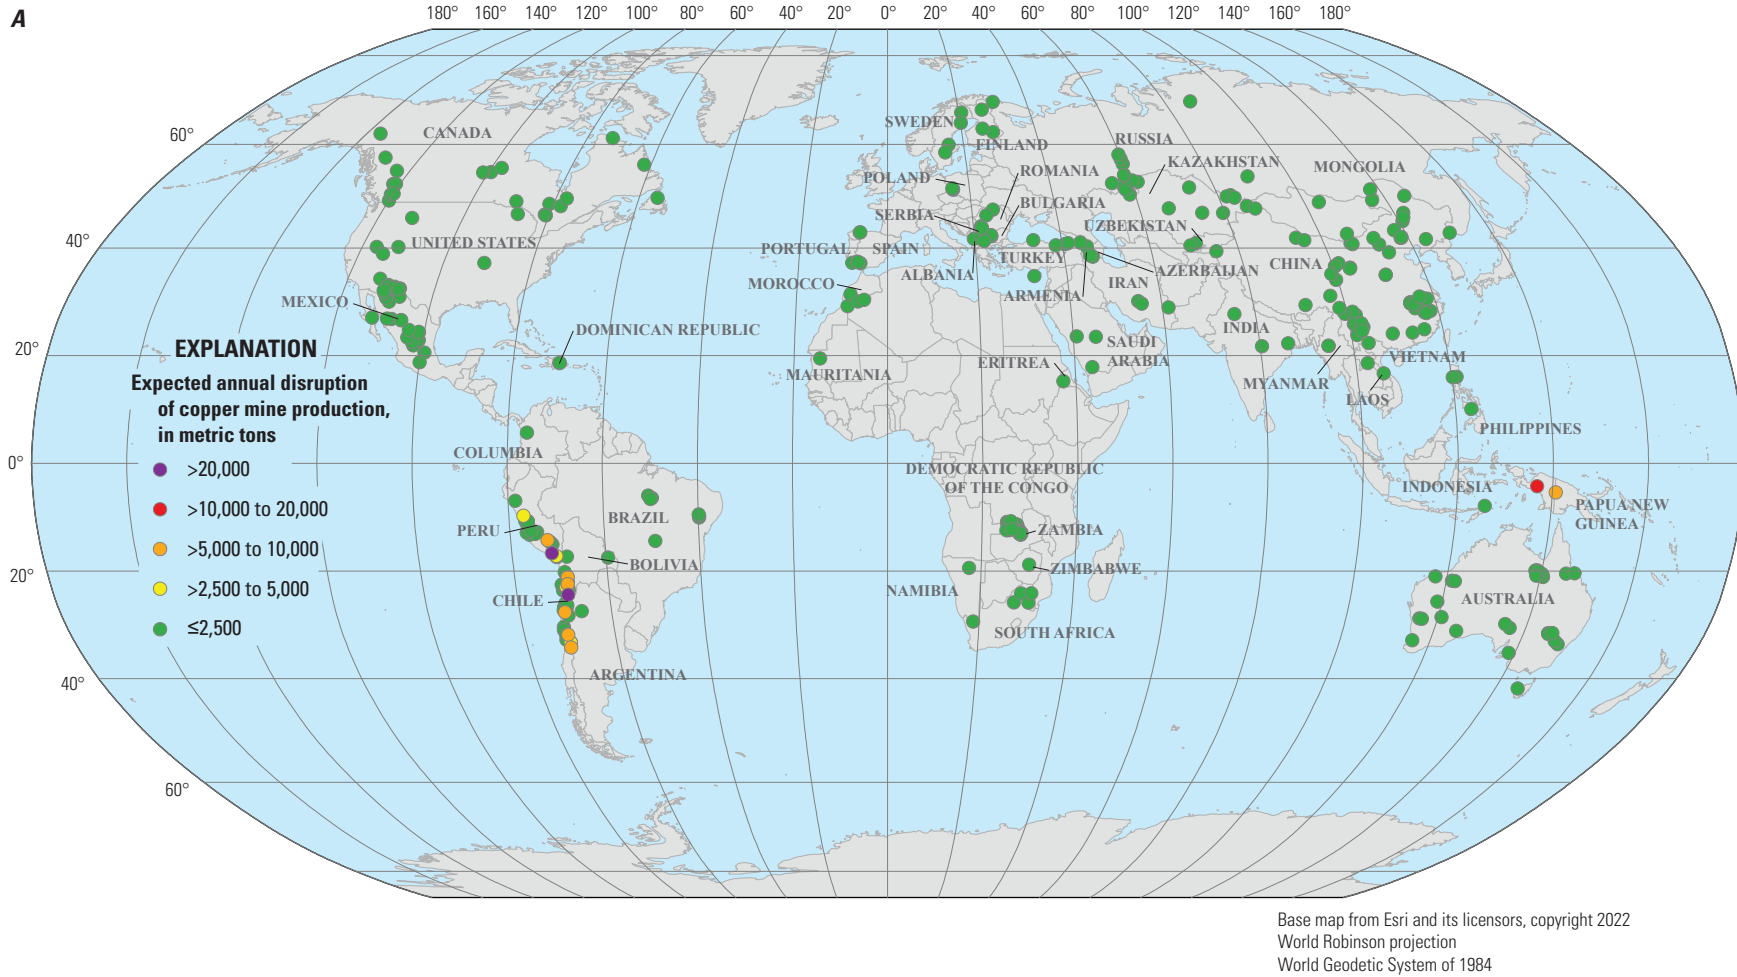 A
180° 160° 140° 120° 100° 80° 60° 40° 20° 0° 20° 40° 60° 80° 100° 120° 140° 160° 180°
60°
40°
20°
0°
20°
40°
60°
CANADA
UNITED STATES
MEXICO
DOMINICAN REPUBLIC
COLUMBIA
PERU
BRAZIL
BOLIVIA
CHILE
ARGENTINA
SWEDEN
FINLAND
RUSSIA
KAZAKHSTAN
MONGOLIA
POLAND
ROMANIA
SERBIA
BULGARIA
UZBEKISTAN
PORTUGAL
SPAIN
ALBANIA
TURKEY
AZERBAIJAN
CHINA
MOROCCO
ARMENIA
IRAN
INDIA
SAUDI
ARABIA
ERITREA
MAURITANIA
MYANMAR
VIETNAM
LAOS
PHILIPPINES
DEMOCRATIC REPUBLIC
OF THE CONGO
ZAMBIA
ZIMBABWE
NAMIBIA
SOUTH AFRICA
INDONESIA
PAPUA NEW
GUINEA
AUSTRALIA
EXPLANATION
Expected annual disruption
of copper mine production,
in metric tons
>20,000
>10,000 to 20,000
>5,000 to 10,000
>2,500 to 5,000
≤2,500
Base map from Esri and its licensors, copyright 2022
World Robinson projection
World Geodetic System of 1984